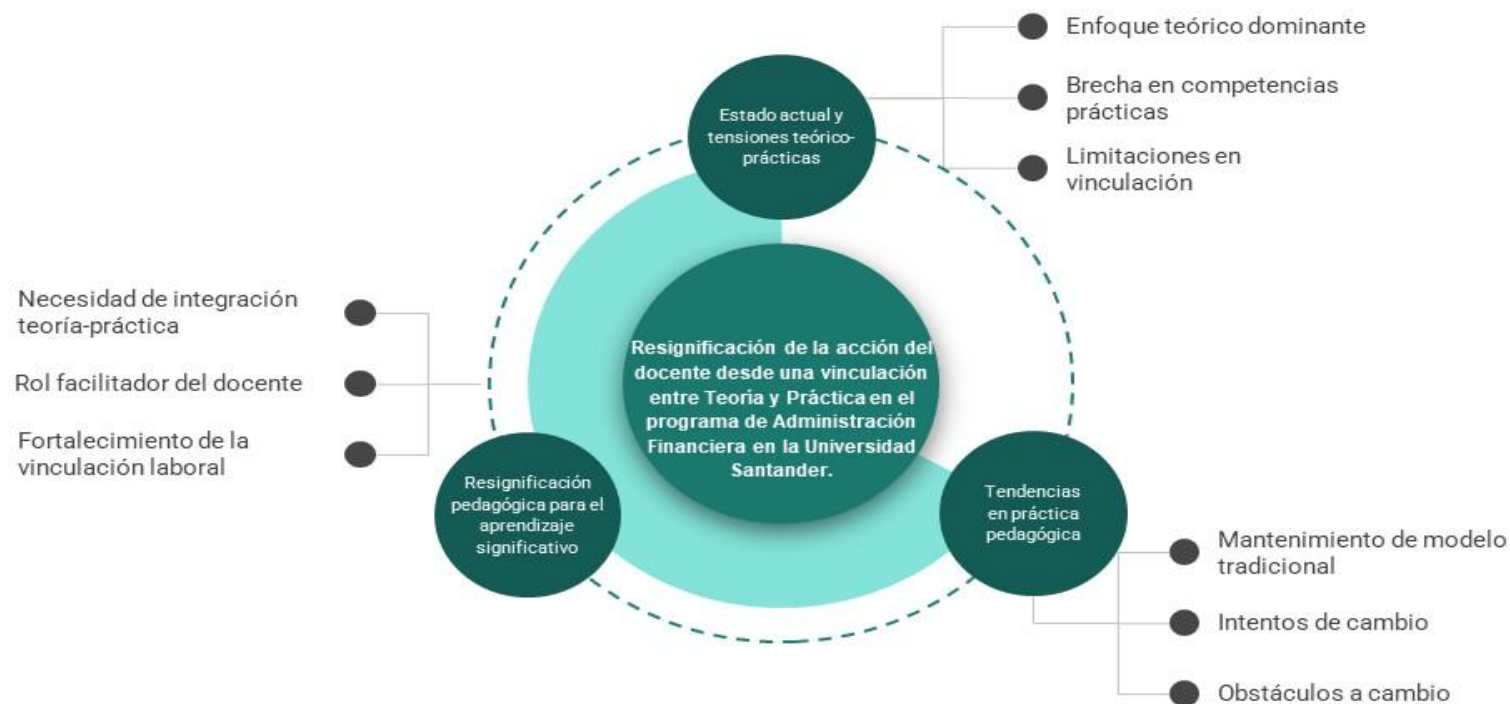 Enfoque teórico dominante
Brecha en competencias
prácticas
Limitaciones en
vinculación
Estado actual y
tensiones teórico-
prácticas
Necesidad de integración
teoría-práctica
Rol facilitador del docente
Fortalecimiento de la
vinculación laboral
Resignificación de la acción del
docente desde una vinculación
entre Teoría y Práctica en el
programa de Administración
Financiera en la Universidad
Santander.
Resignificación
pedagógica para el
aprendizaje
significativo
Tendencias
en práctica
pedagógica
Mantenimiento de modelo
tradicional
Intentos de cambio
Obstáculos a cambio